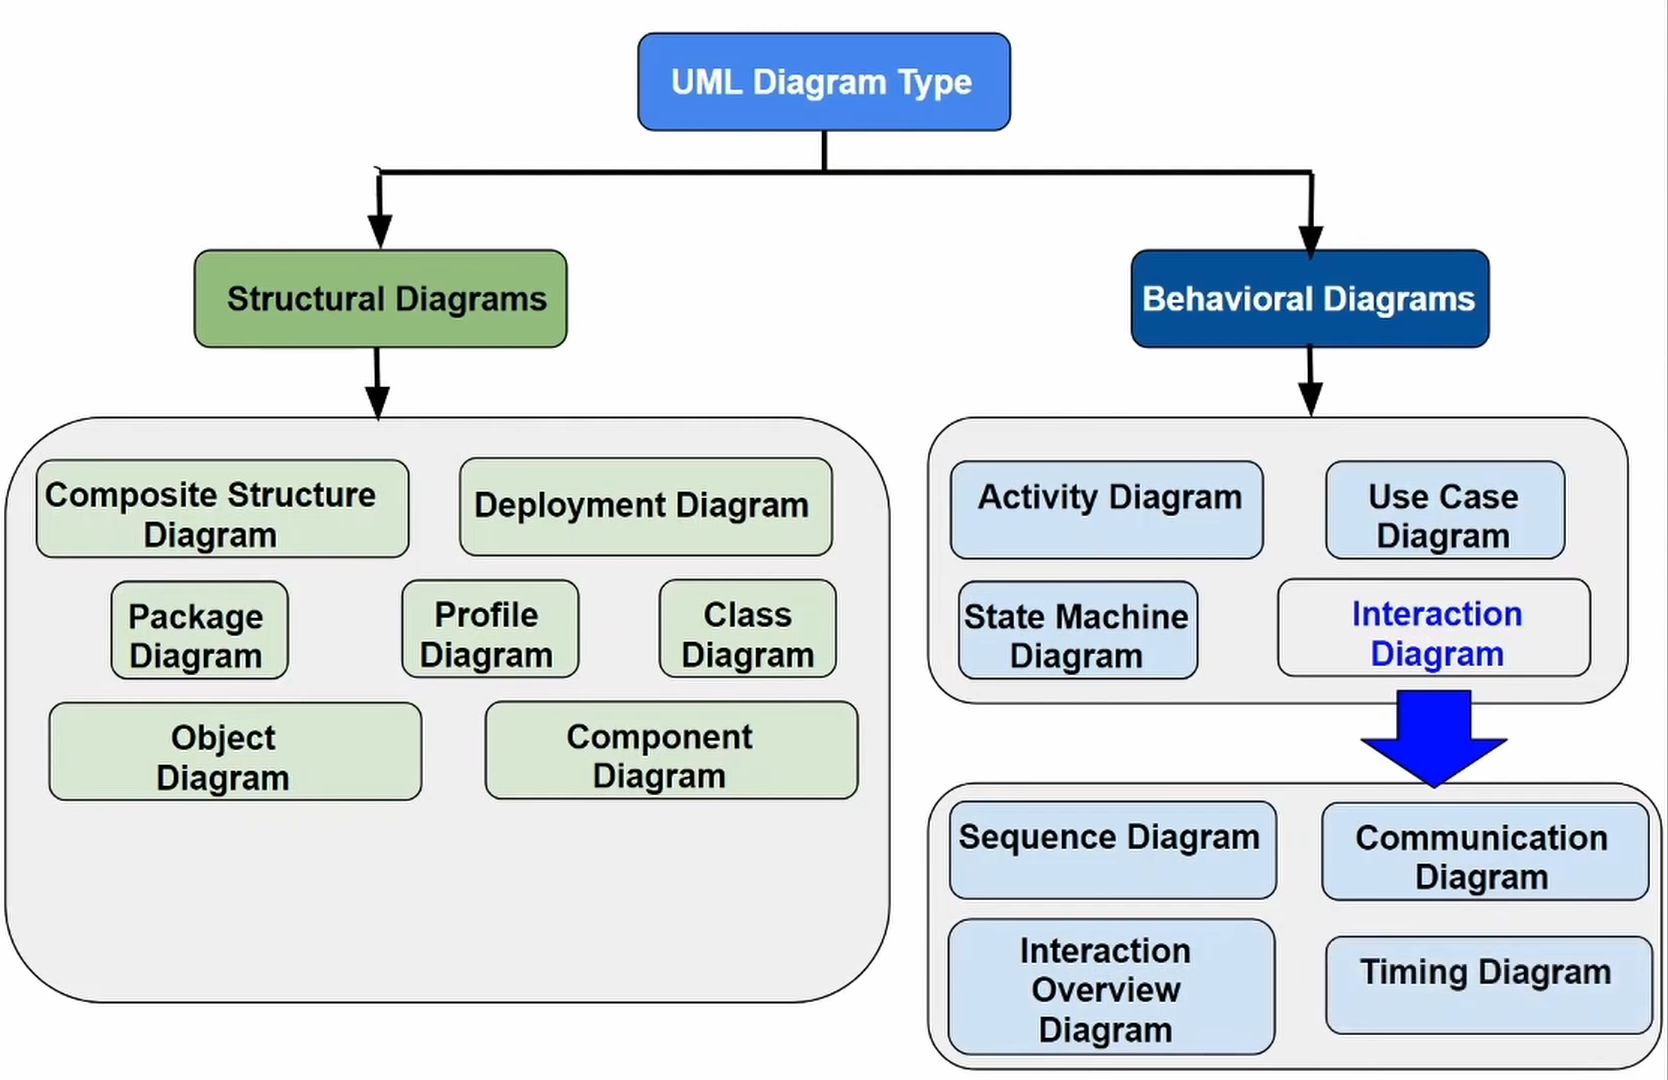 UML Diagram Type
Structural Diagrams
Behavioral Diagrams
Composite Structure
Diagram
Deployment Diagram
Package
Diagram
Profile
Diagram
Class
Diagram
Object
Diagram
Component
Diagram
Activity Diagram
Use Case
Diagram
State Machine
Diagram
Interaction
Diagram
Sequence Diagram
Communication
Diagram
Interaction
Overview
Diagram
Timing Diagram